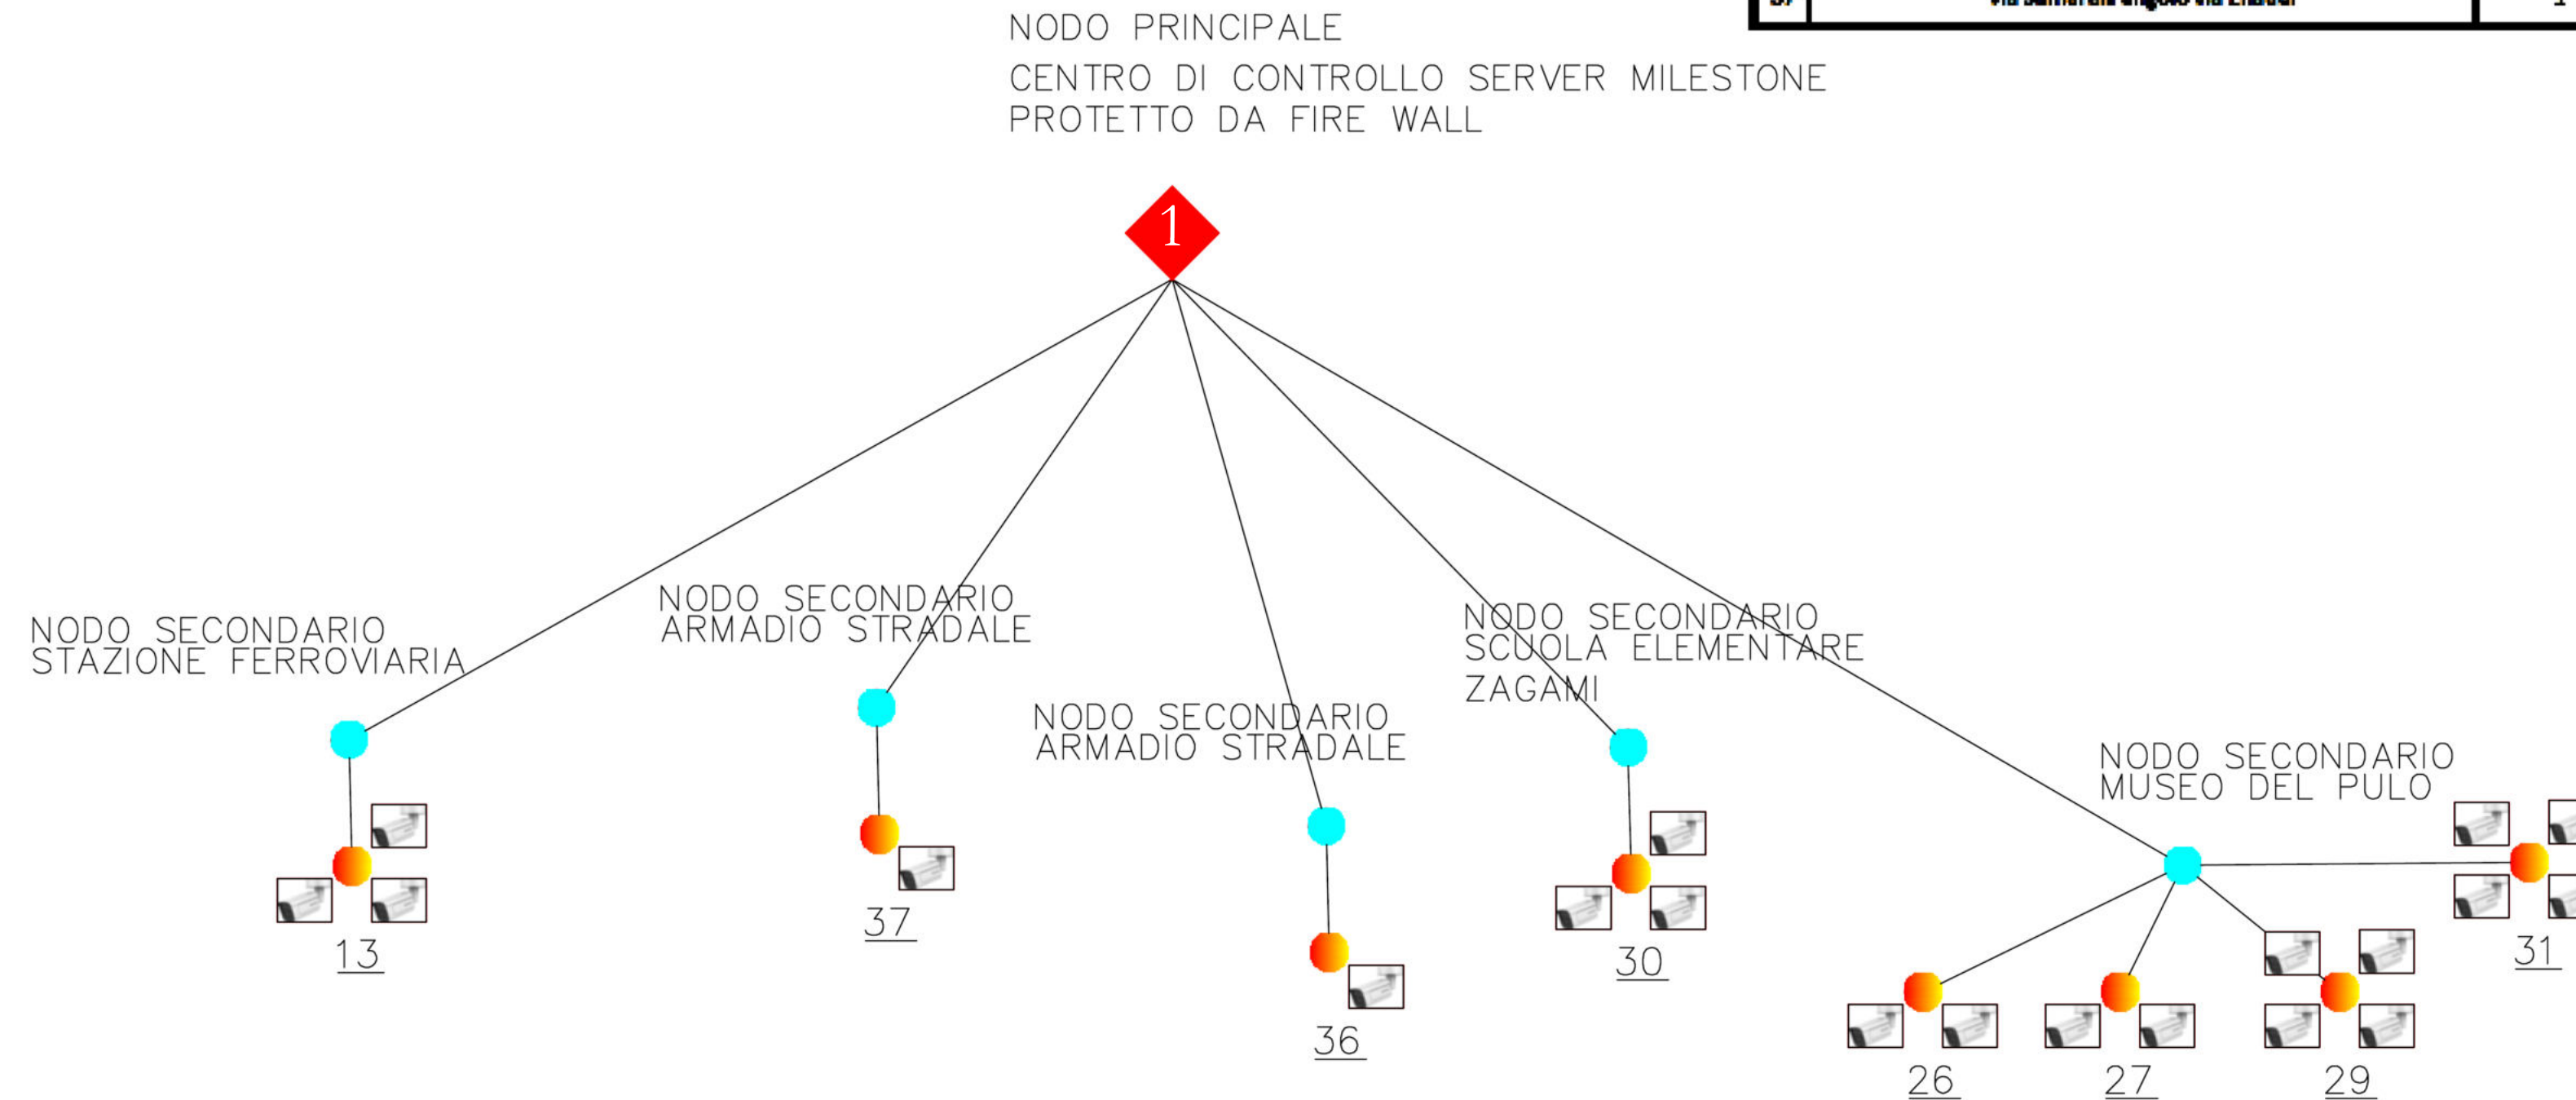 NODO PRINCIPALE
CENTRO DI CONTROLLO SERVER MILESTONE
PROTETTO DA FIRE WALL
1
NODO SECONDARIO
STAZIONE FERROVIARIA
NODO SECONDARIO
ARMADIO STRADALE
NODO SECONDARIO
ARMADIO STRADALE
NODO SECONDARIO
SCUOLA ELEMENTARE
ZAGAMI
NODO SECONDARIO
MUSEO DEL PULO
13
37
36
30
26
27
29
31